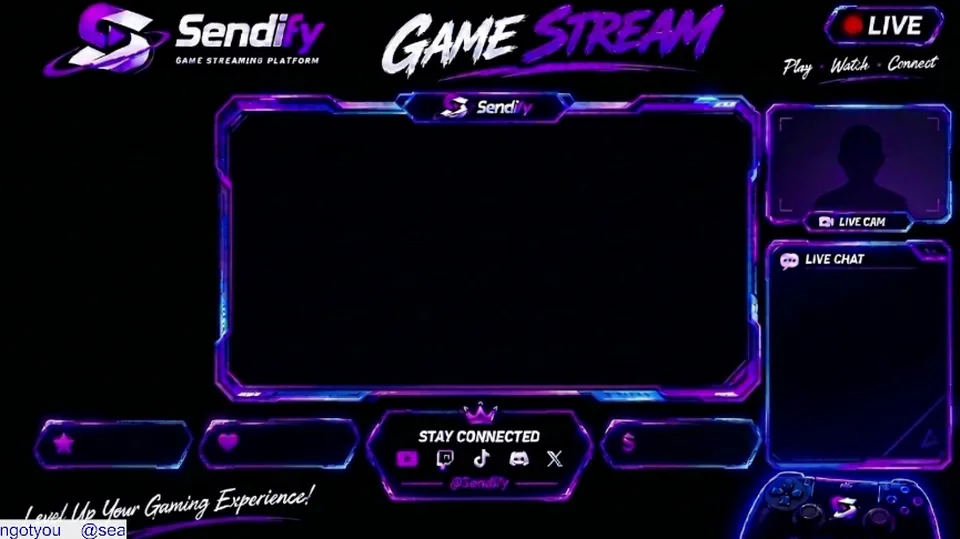 Sendify
GAME STREAMING PLATFORM
GAME STREAM
LIVE
Play • Watch • Connect
Sendify
LIVE CAM
LIVE CHAT
STAY CONNECTED
@Sendify
$
Level Up Your Gaming Experience!
ngotyou @sea